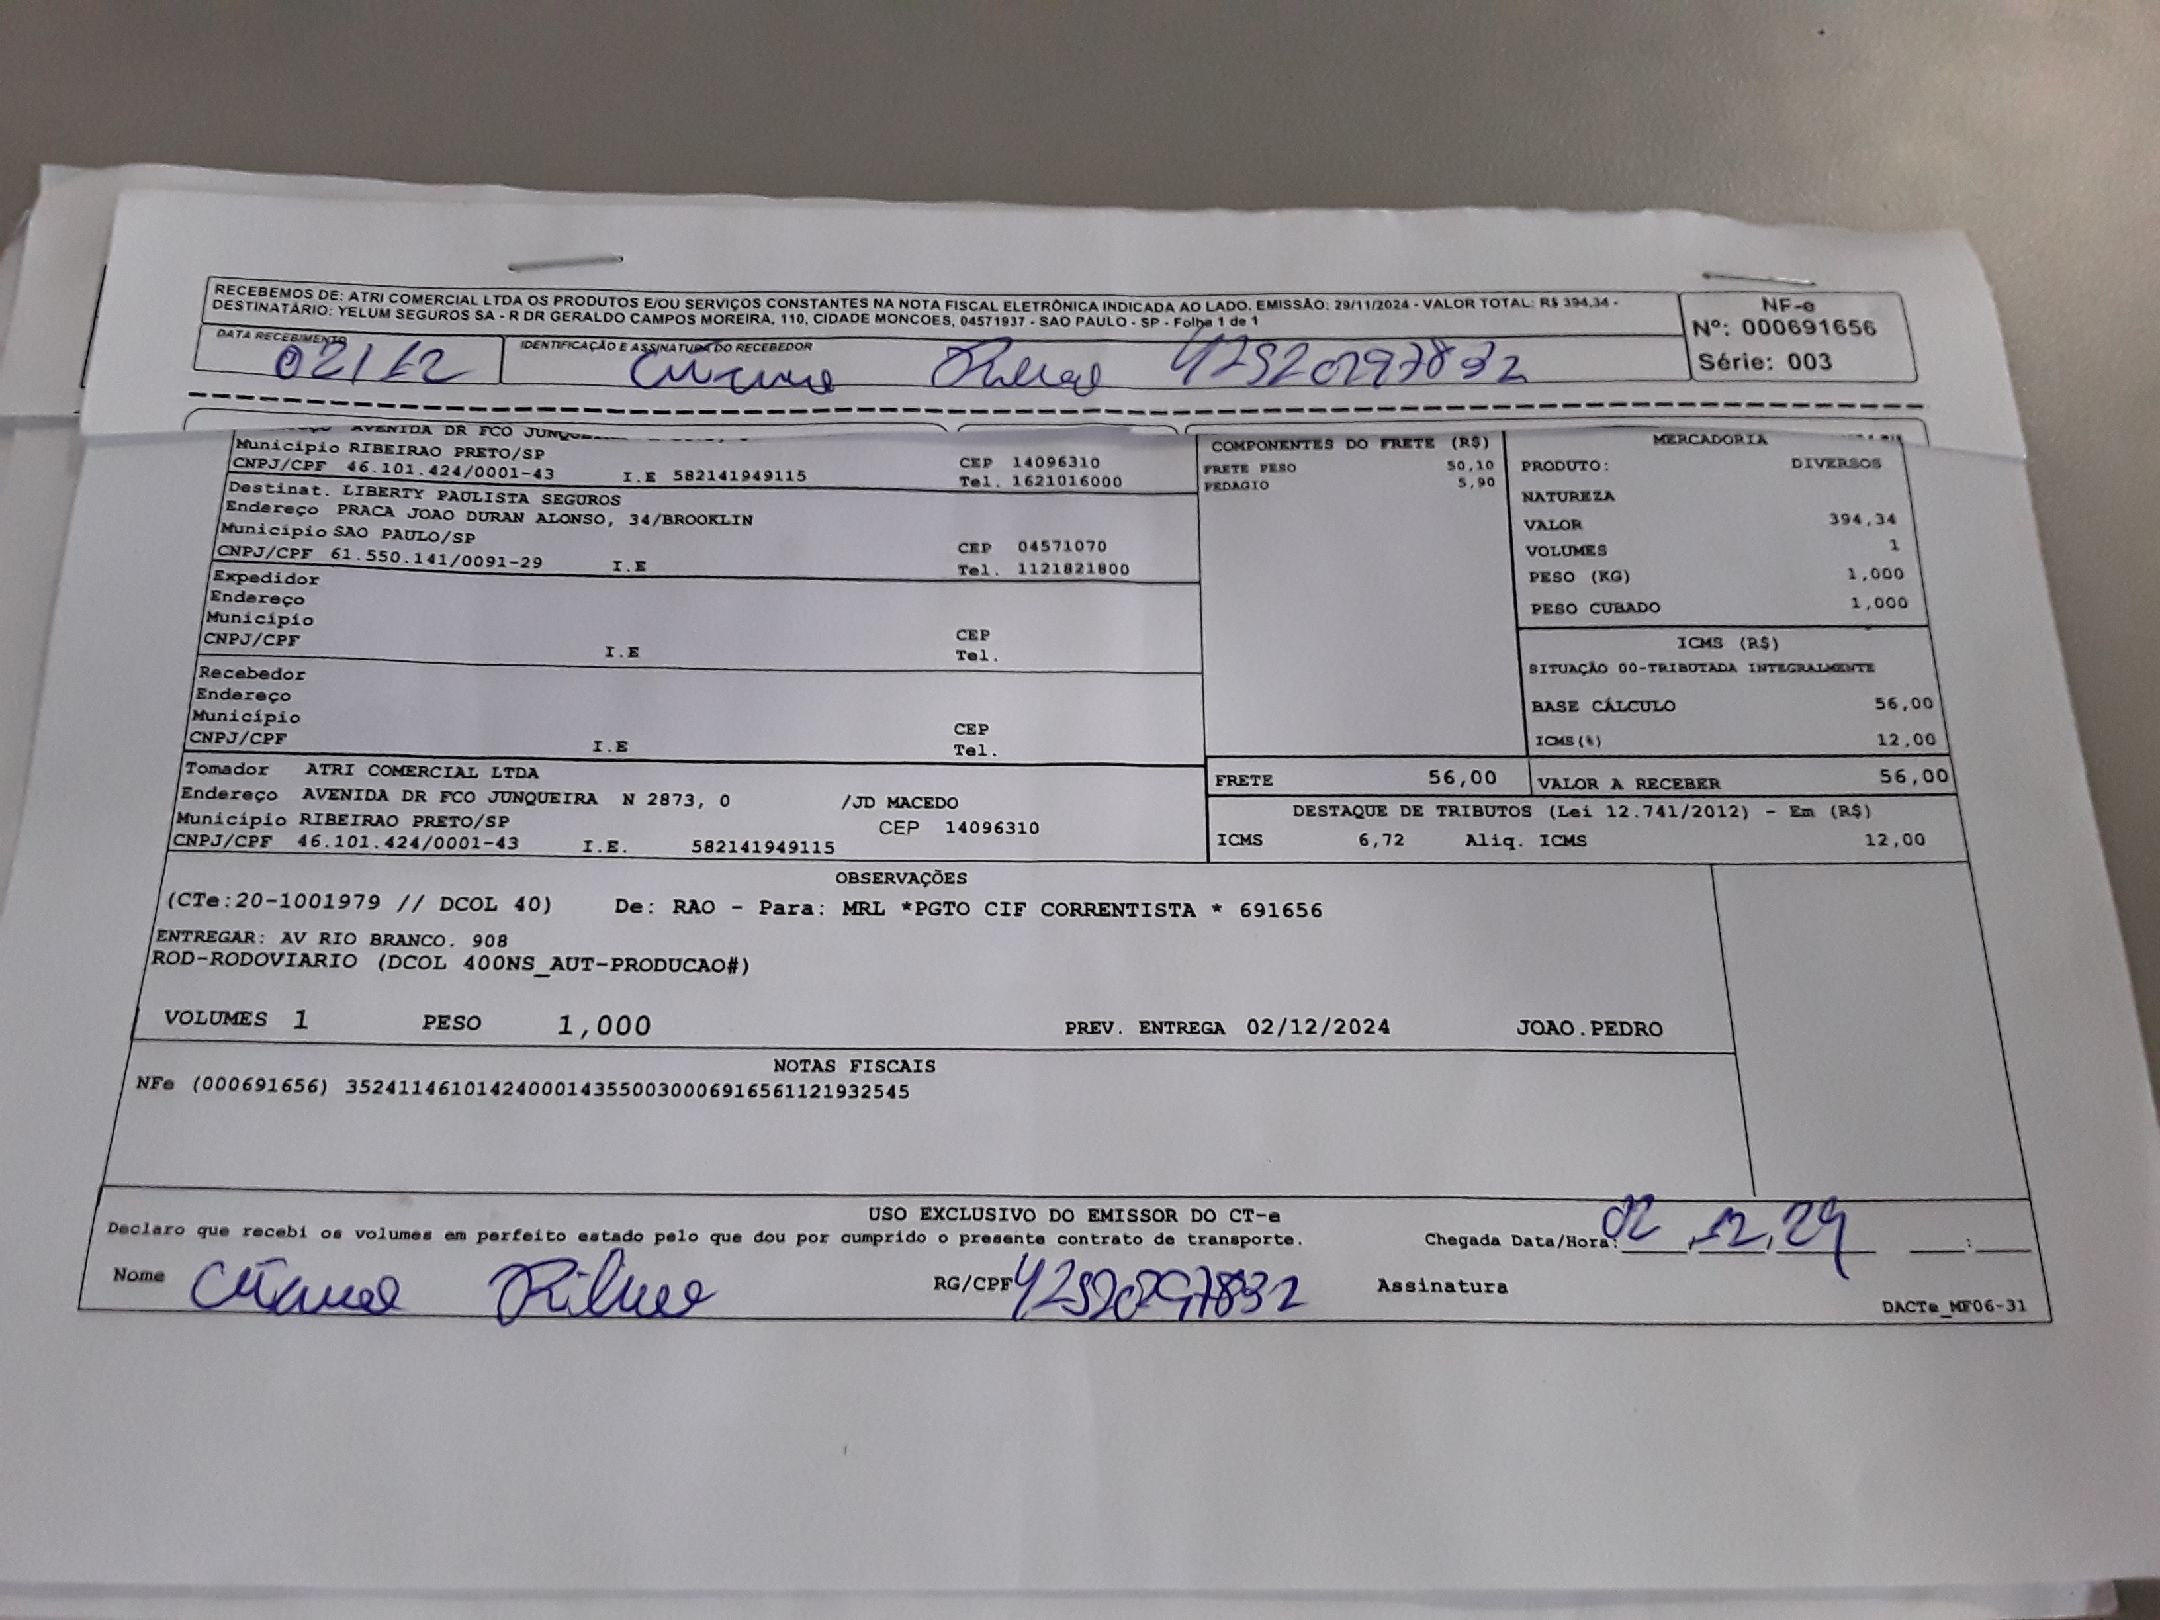 RECEBEMOS DE: ATRI COMERCIAL LTDA OS PRODUTOS E/OU SERVIÇOS CONSTANTES NA NOTA FISCAL ELETRÔNICA INDICADA AO LADO. EMISSÃO: 29/11/2024 - VALOR TOTAL: R$ 394,34 -
DESTINATÁRIO: YELUM SEGUROS SA - R DR GERALDO CAMPOS MOREIRA, 110, CIDADE MONCOES, 04571937 - SAO PAULO - SP - Folha 1 de 1
NF-e
Nº: 000691656
Série: 003
DATA RECEBIMENTO
02/12
IDENTIFICAÇÃO E ASSINATURA DO RECEBEDOR
42520297832
AVENIDA DR FCO JUNQUEIRA
Município RIBEIRAO PRETO/SP CEP 14096310
CNPJ/CPF 46.101.424/0001-43 I.E 582141949115 Tel. 1621016000
Destinat. LIBERTY PAULISTA SEGUROS
Endereço PRACA JOAO DURAN ALONSO, 34/BROOKLIN
Município SAO PAULO/SP CEP 04571070
CNPJ/CPF 61.550.141/0091-29 I.E Tel. 1121821800
Expedidor
Endereço
Município CEP
CNPJ/CPF I.E Tel.
Recebedor
Endereço
Município CEP
CNPJ/CPF I.E Tel.
Tomador ATRI COMERCIAL LTDA
Endereço AVENIDA DR FCO JUNQUEIRA N 2873, 0 /JD MACEDO
Município RIBEIRAO PRETO/SP CEP 14096310
CNPJ/CPF 46.101.424/0001-43 I.E. 582141949115
COMPONENTES DO FRETE (R$)
FRETE PESO 50,10
PEDAGIO 5,90
FRETE 56,00
MERCADORIA
PRODUTO: DIVERSOS
NATUREZA
VALOR 394,34
VOLUMES 1
PESO (KG) 1,000
PESO CUBADO 1,000
ICMS (R$)
SITUAÇÃO 00-TRIBUTADA INTEGRALMENTE
BASE CÁLCULO 56,00
ICMS(%) 12,00
VALOR A RECEBER 56,00
DESTAQUE DE TRIBUTOS (Lei 12.741/2012) - Em (R$)
ICMS 6,72 Aliq. ICMS 12,00
OBSERVAÇÕES
(CTe:20-1001979 // DCOL 40) De: RAO - Para: MRL *PGTO CIF CORRENTISTA * 691656
ENTREGAR: AV RIO BRANCO. 908
ROD-RODOVIARIO (DCOL 400NS_AUT-PRODUCAO#)
VOLUMES 1 PESO 1,000 PREV. ENTREGA 02/12/2024 JOAO.PEDRO
NOTAS FISCAIS
NFe (000691656) 35241146101424000143550030006916561121932545
USO EXCLUSIVO DO EMISSOR DO CT-e
Declaro que recebi os volumes em perfeito estado pelo que dou por cumprido o presente contrato de transporte. Chegada Data/Hora: 02 12 24 :
Nome RG/CPF 42520297832 Assinatura
DACTe_MF06-31